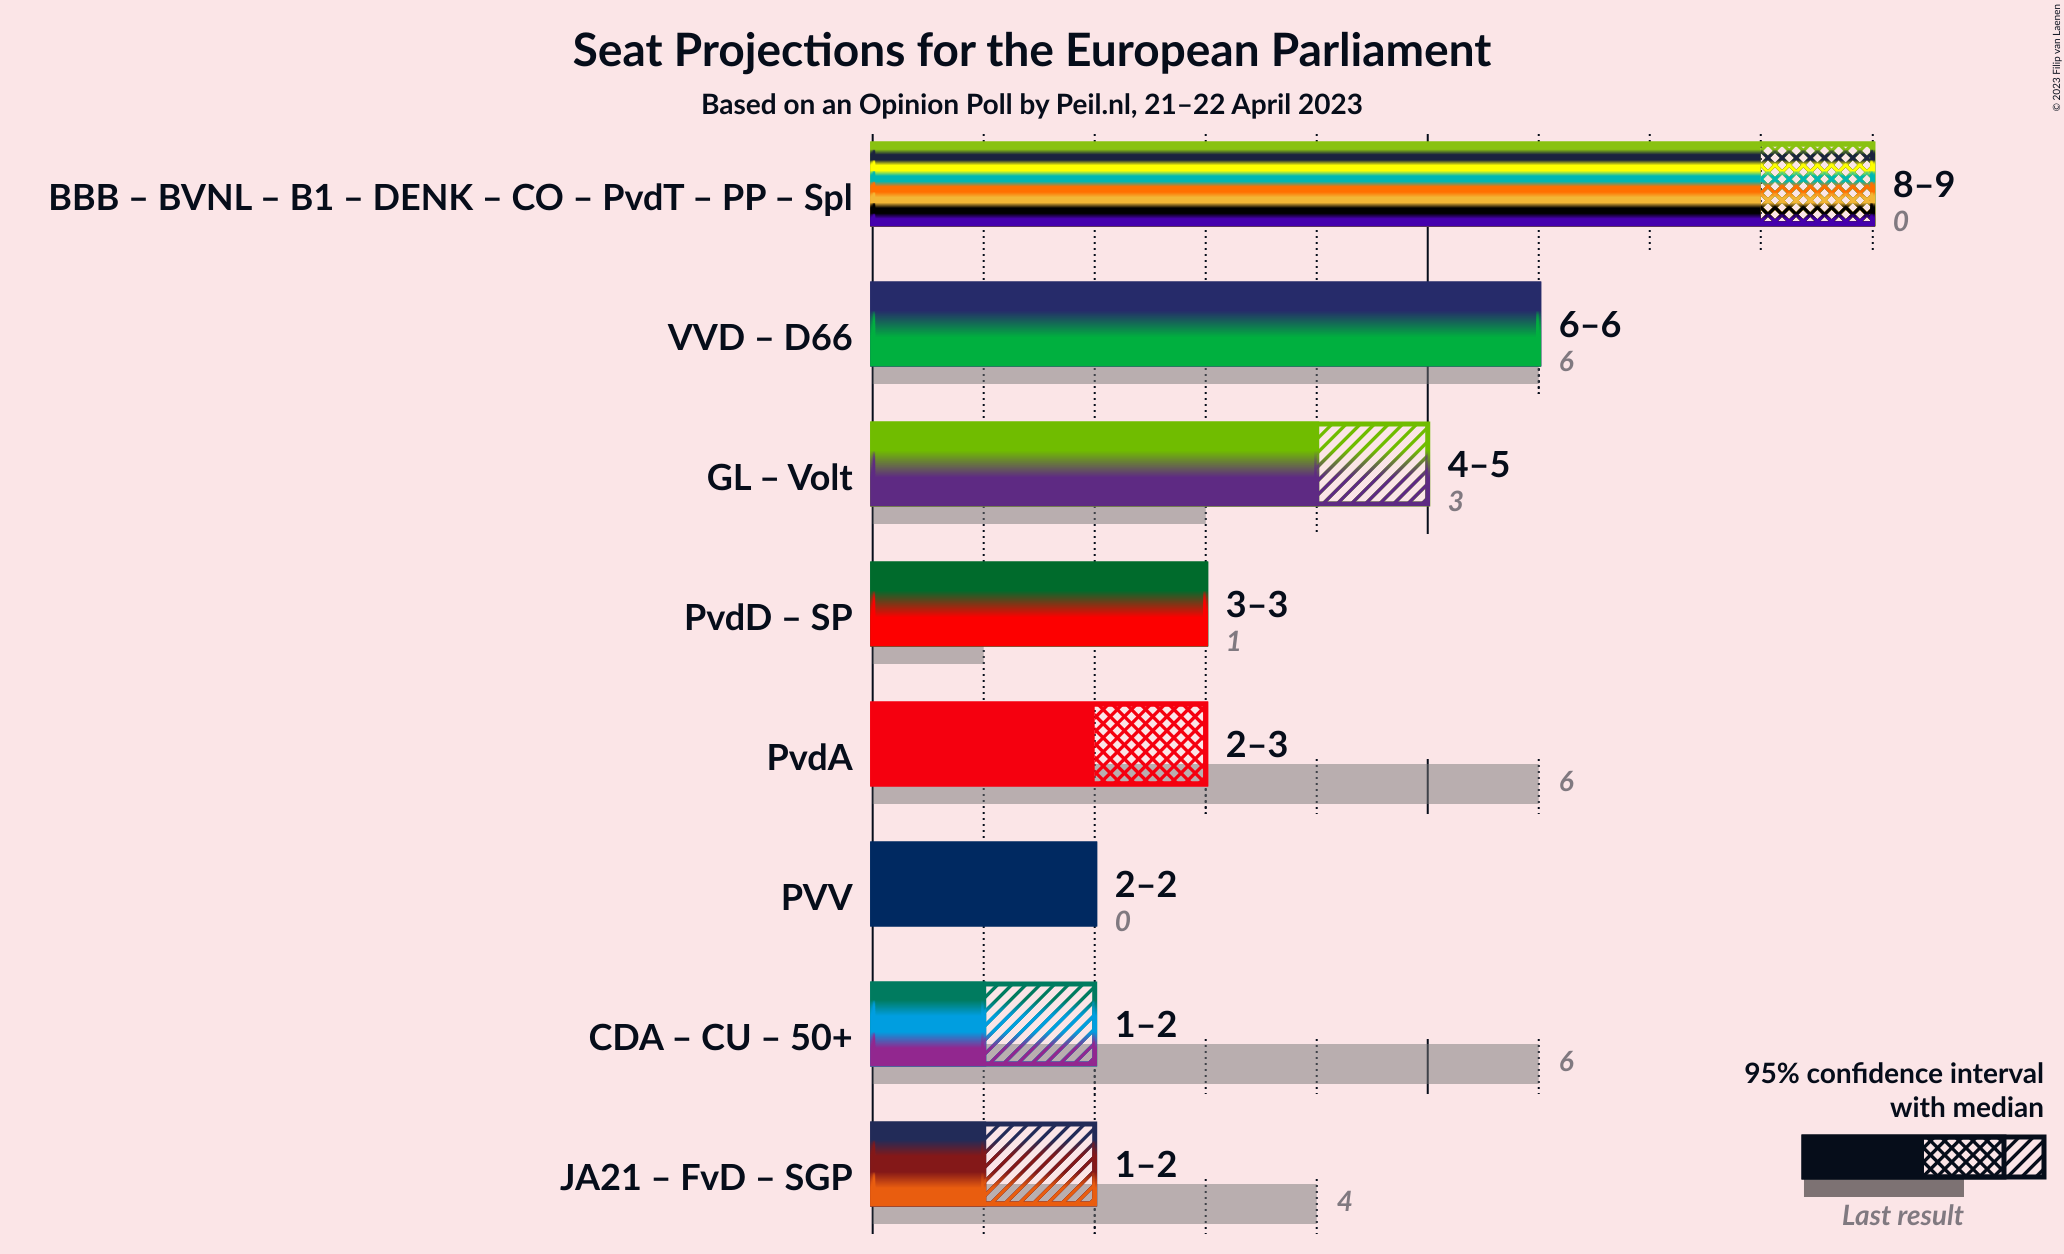 Seat Projections for the European Parliament
Based on an Opinion Poll by Peil.nl, 21–22 April 2023
© 2023 Filip van Laenen
BBB – BVNL – B1 – DENK – CO – PvdT – PP – Spl
8–9
0
VVD – D66
6–6
6
GL – Volt
4–5
3
PvdD – SP
3–3
1
PvdA
2–3
6
PVV
2–2
0
CDA – CU – 50+
1–2
6
JA21 – FvD – SGP
1–2
4
95% confidence interval
with median
Last result